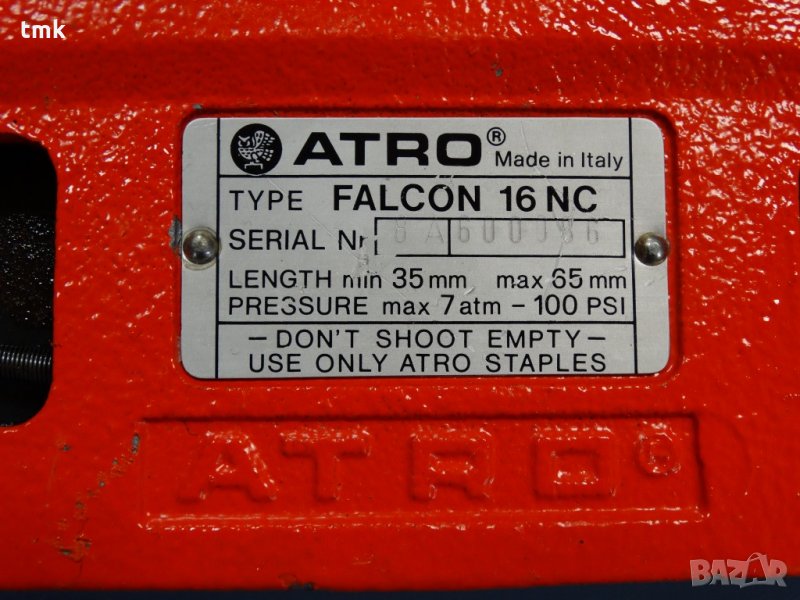 tmk
ATRO® Made in Italy
TYPE FALCON 16 NC
SERIAL Nr
LENGTH min 35 mm max 65 mm
PRESSURE max 7 atm – 100 PSI
– DON'T SHOOT EMPTY –
USE ONLY ATRO STAPLES
ATRO®
BAZAR